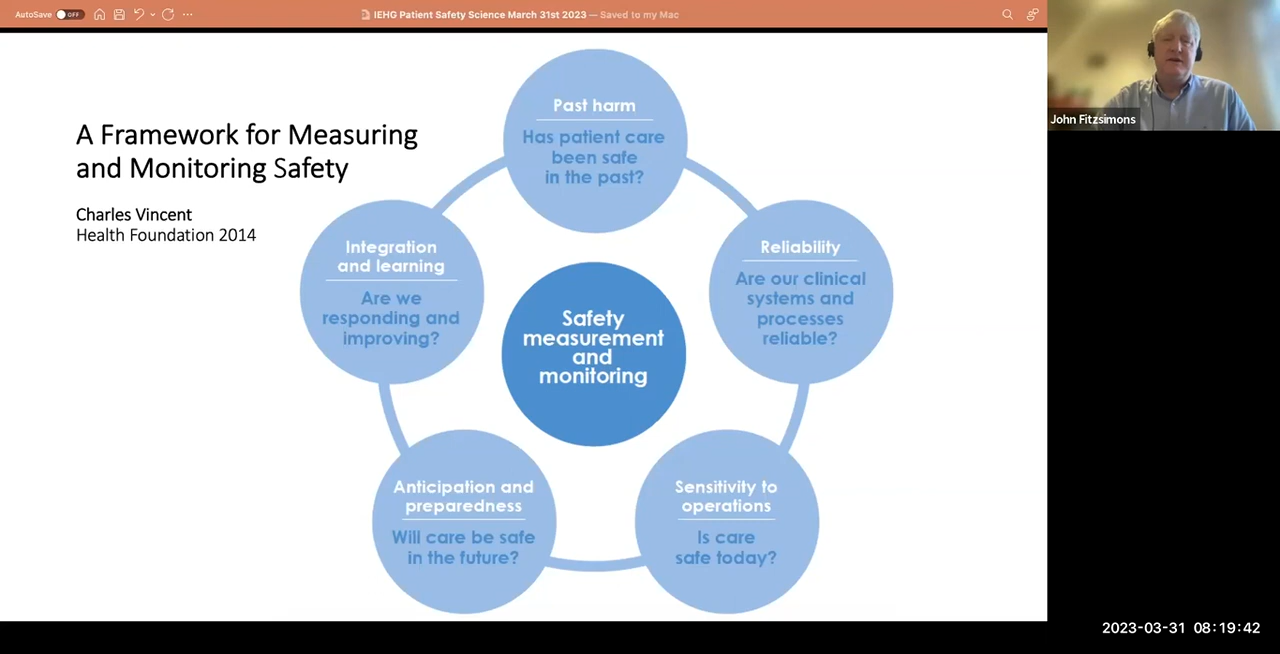 AutoSave OFF
IEHG Patient Safety Science March 31st 2023 — Saved to my Mac
John Fitzsimons
A Framework for Measuring
and Monitoring Safety
Charles Vincent
Health Foundation 2014
Past harm
Has patient care
been safe
in the past?
Integration
and learning
Are we
responding and
improving?
Reliability
Are our clinical
systems and
processes
reliable?
Safety
measurement
and
monitoring
Anticipation and
preparedness
Will care be safe
in the future?
Sensitivity to
operations
Is care
safe today?
2023-03-31 08:19:42